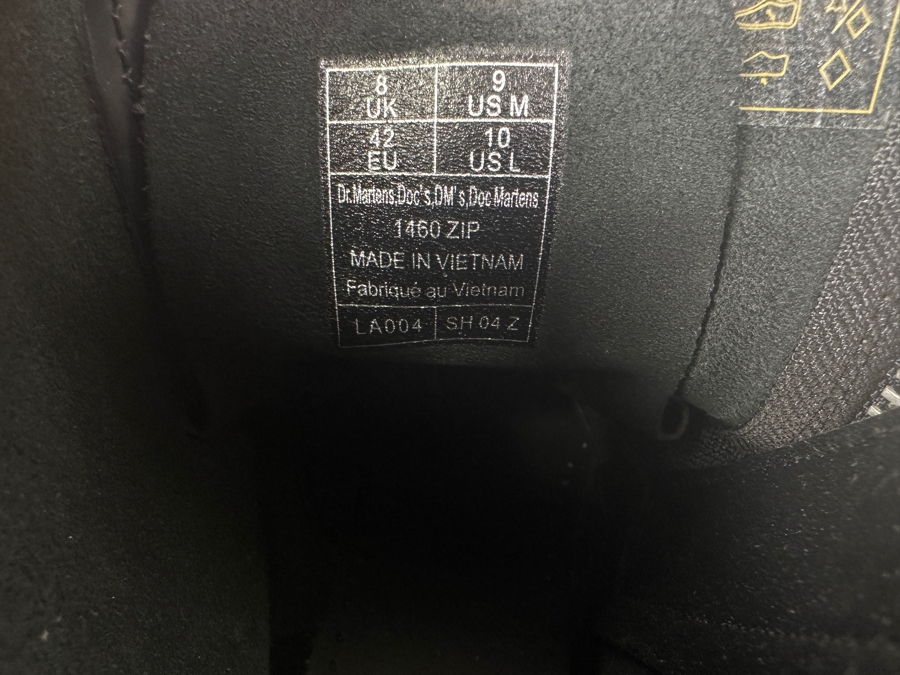 8 UK 9 US M
42 EU 10 US L
Dr.Martens,Doc's,DM's,Doc Martens
1460 ZIP
MADE IN VIETNAM
Fabriqué au Vietnam
LA004 SH 04 Z